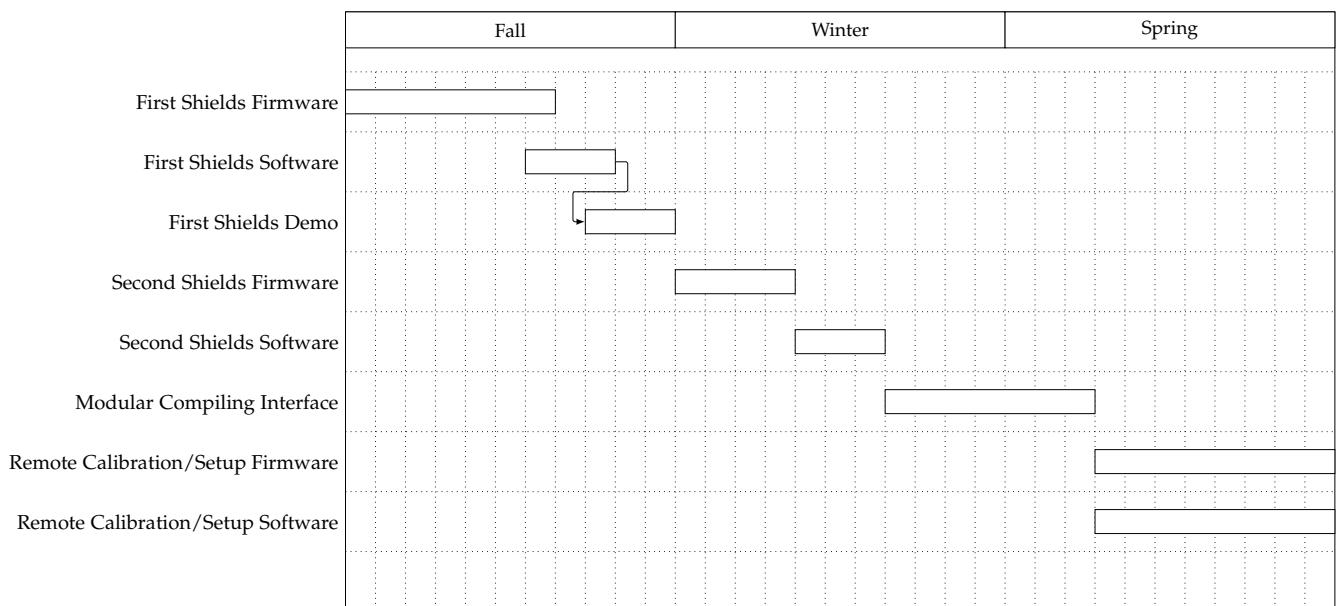 Fall Winter Spring
First Shields Firmware
First Shields Software
First Shields Demo
Second Shields Firmware
Second Shields Software
Modular Compiling Interface
Remote Calibration/Setup Firmware
Remote Calibration/Setup Software